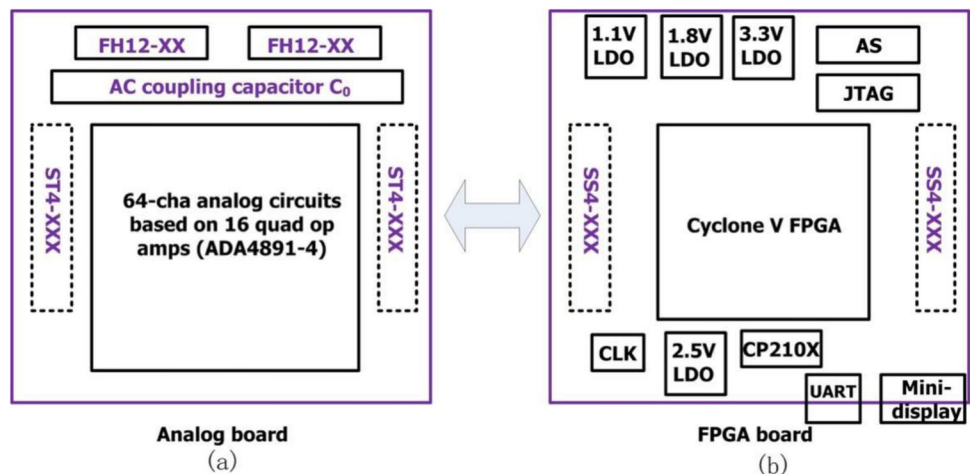 FH12-XX
FH12-XX
AC coupling capacitor C₀
ST4-XXX
64-cha analog circuits
based on 16 quad op
amps (ADA4891-4)
ST4-XXX
Analog board
(a)
1.1V
LDO
1.8V
LDO
3.3V
LDO
AS
JTAG
SS4-XXX
Cyclone V FPGA
SS4-XXX
CLK
2.5V
LDO
CP210X
UART
Mini-
display
FPGA board
(b)